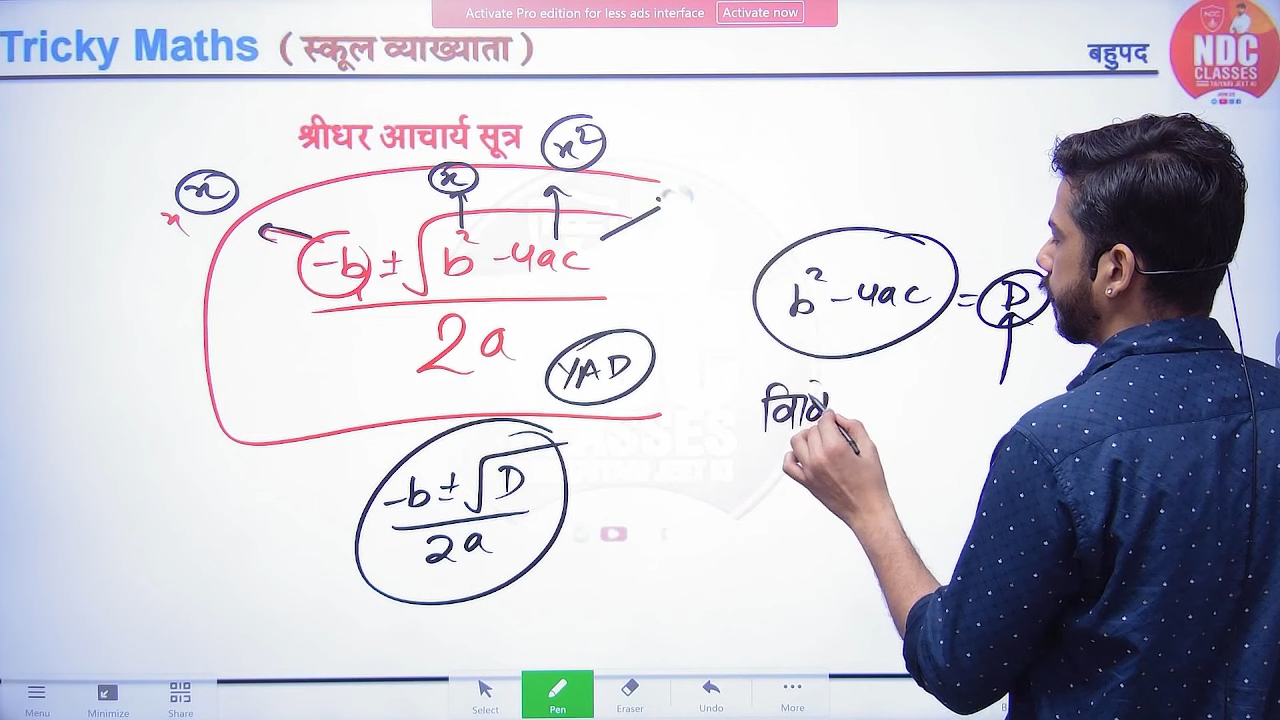 Activate Pro edition for less ads interface Activate now
Tricky Maths ( स्कूल व्याख्याता )
बहुपद
NDC
CLASSES
श्रीधर आचार्य सूत्र
x²
x
x
x
-b ± √b² - 4ac
2a
YAD
b² - 4ac = D
-b ± √D
2a
Menu Minimize Share Select Pen Eraser Undo More